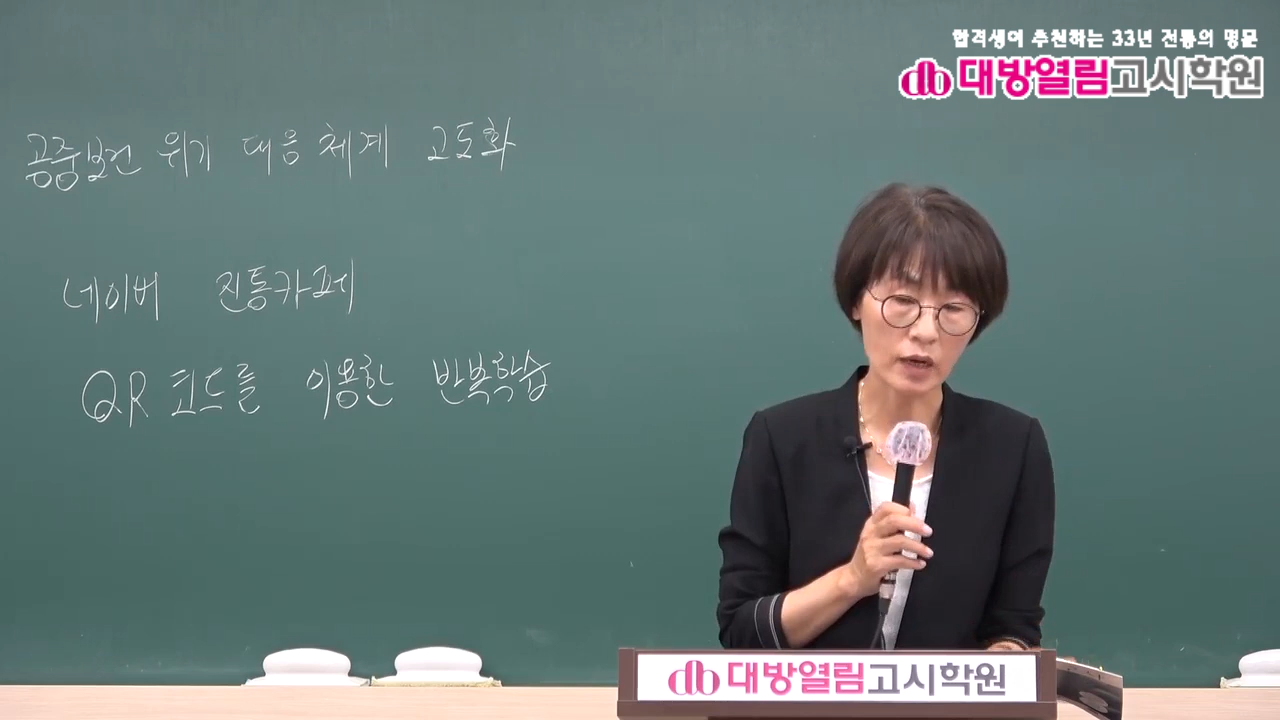 합격생이 추천하는 33년 전통의 명문
대방열림고시학원
공중보건 위기 대응 체계 고도화
네이버 진통카페
QR 코드를 이용한 반복학습
대방열림고시학원